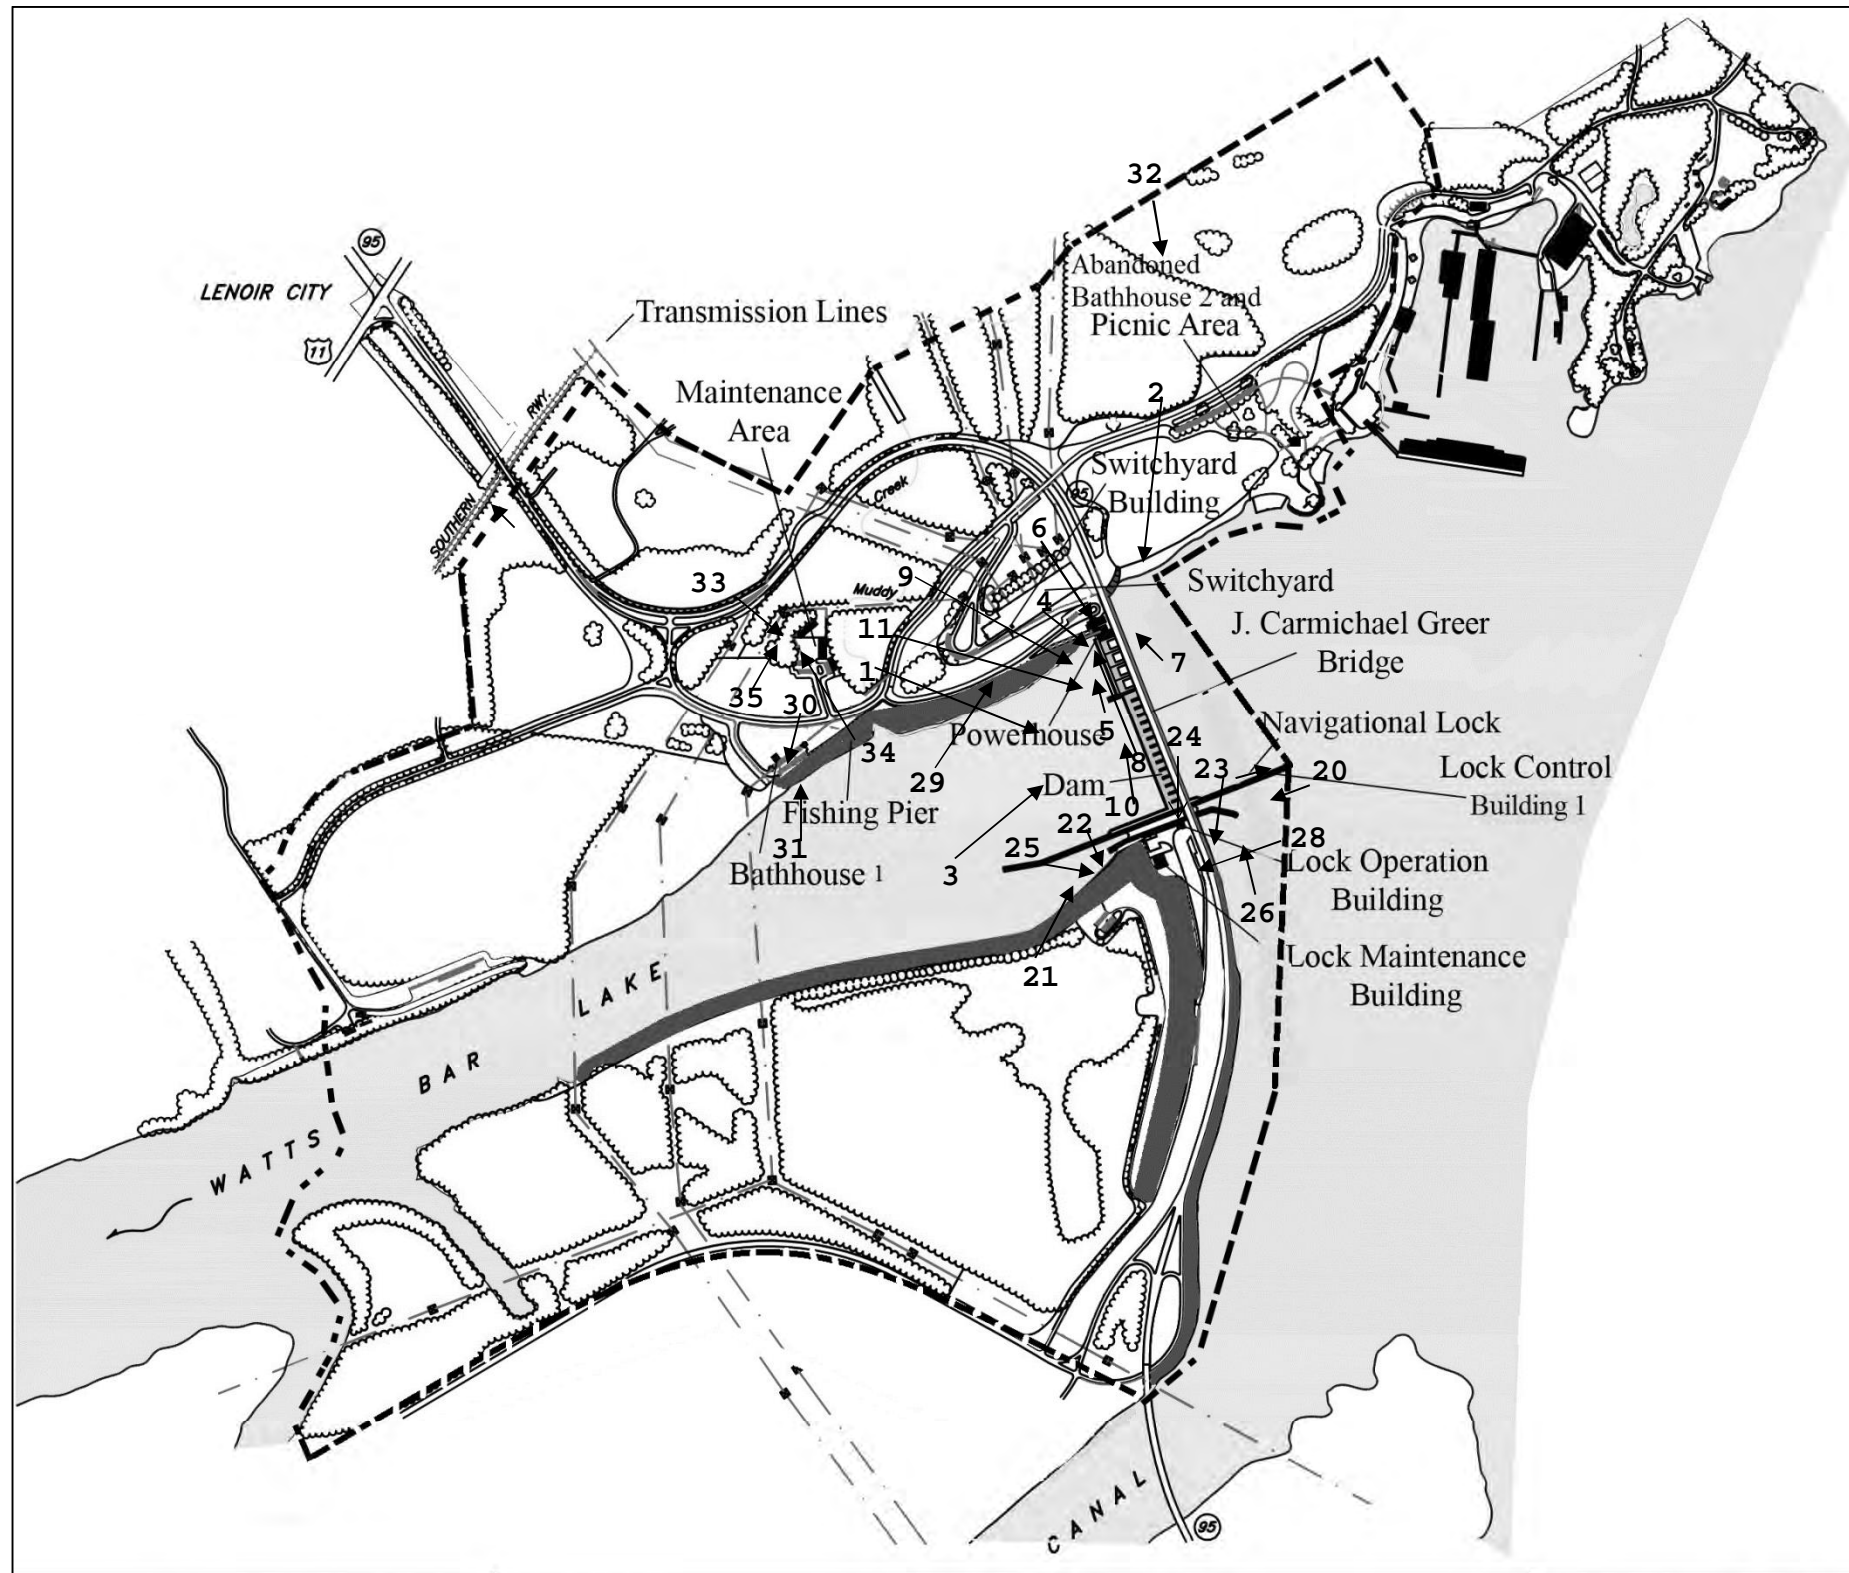 32
95
LENOIR CITY
Abandoned
Bathhouse 2 and
Picnic Area
Transmission Lines
11
RWY.
SOUTHERN
Maintenance
Area
2
Switchyard
Building
95
Creek
6
9
33
Muddy
4
Switchyard
11
J. Carmichael Greer
Bridge
7
1
35
30
Powerhouse
5
24
34
29
8
23
Navigational Lock
20
Lock Control
Building 1
Dam
10
Fishing Pier
22
31
25
28
3
Bathhouse 1
Lock Operation
Building
26
21
Lock Maintenance
Building
WATTS
BAR
LAKE
CANAL
95